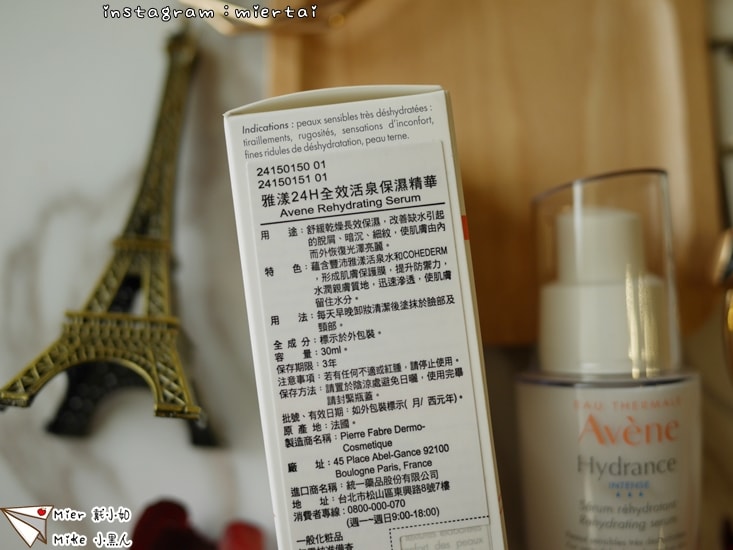 instagram：miertai
Indications : peaux sensibles très déshydratées :
tiraillements, rugosités, sensations d'inconfort,
fines ridules de déshydratation, peau terne.
24150150 01
24150151 01
雅漾24H全效活泉保濕精華
Avene Rehydrating Serum
用　途：舒緩乾燥長效保濕，改善缺水引起
的脫屑、暗沉、細紋，使肌膚由內
而外恢復光澤亮麗。
特　色：蘊含豐沛雅漾活泉水和COHEDERM
，形成肌膚保護膜，提升防禦力，
水潤親膚質地，迅速滲透，使肌膚
留住水分。
用　法：每天早晚卸妝清潔後塗抹於臉部及
頸部。
全 成 分：標示於外包裝。
容　量：30ml。
保存期限：3年
注意事項：若有任何不適或紅腫，請停止使用。
保存方法：請置於陰涼處避免日曬，使用完畢
請封緊瓶蓋。
批號、有效日期：如外包裝標示( 月/ 西元年)。
原 產 地：法國。
製造商名稱：Pierre Fabre Dermo-
Cosmetique
廠　址：45 Place Abel-Gance 92100
Boulogne Paris, France
進口商名稱：統一藥品股份有限公司
地　址：台北市松山區東興路8號7樓
消費者專線：0800-000-070
(週一~週日9:00-18:00)
一般化妝品
EAU THERMALE
Avène
Hydrance
INTENSE
Sérum réhydratant
Rehydrating serum
Mier 彭小如
Mike 小黑人